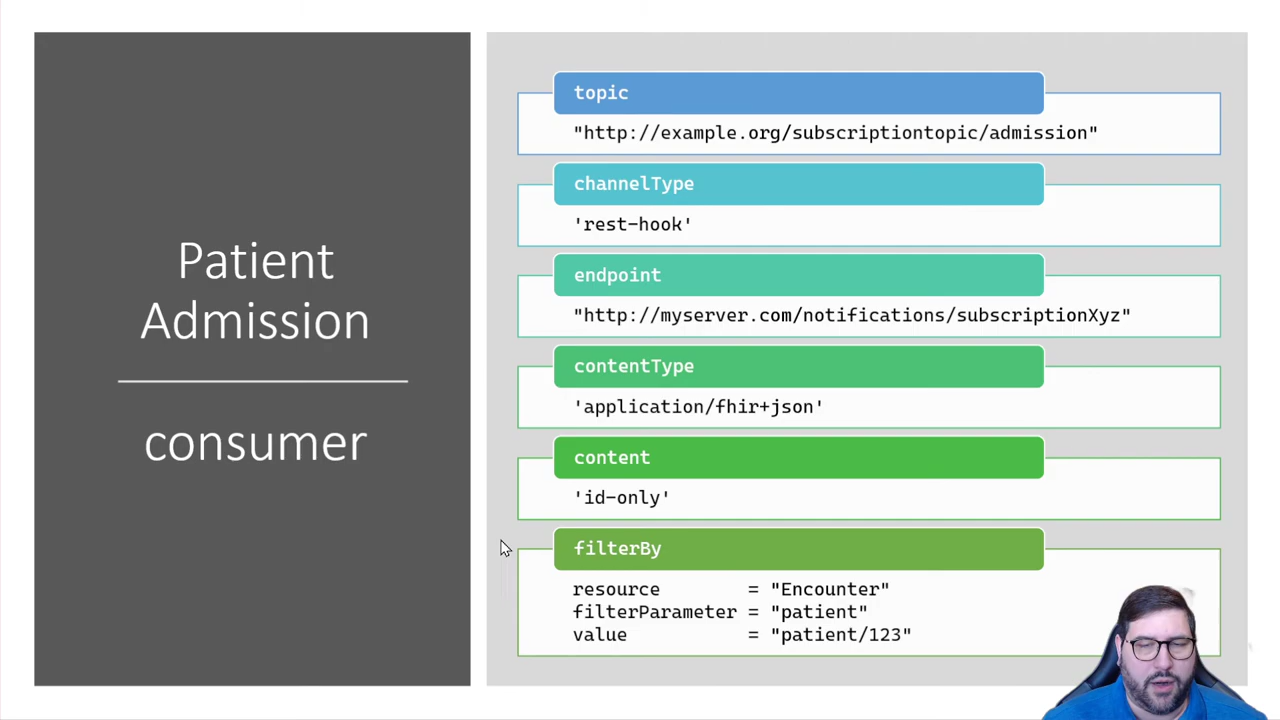 Patient
Admission
consumer
topic
"http://example.org/subscriptiontopic/admission"
channelType
'rest-hook'
endpoint
"http://myserver.com/notifications/subscriptionXyz"
contentType
'application/fhir+json'
content
'id-only'
filterBy
resource = "Encounter"
filterParameter = "patient"
value = "patient/123"